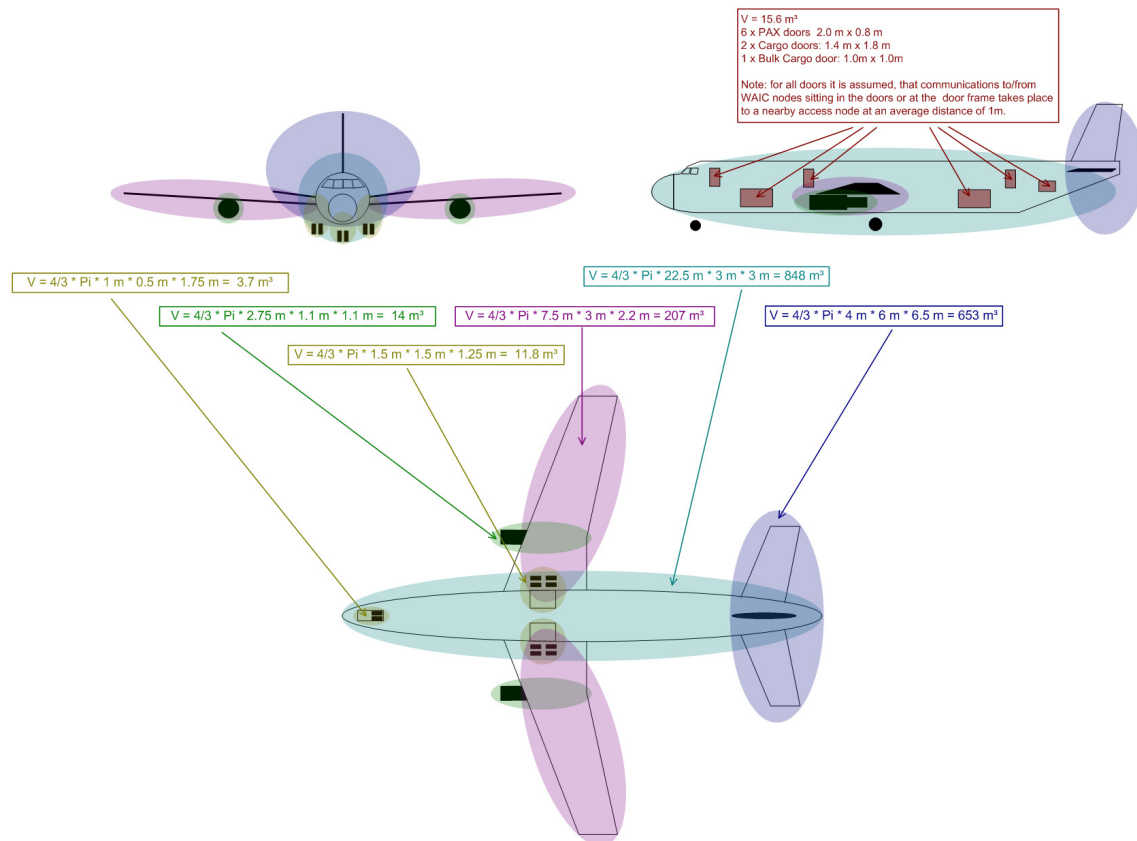 V = 15.6 m³
6 x PAX doors  2.0 m x 0.8 m
2 x Cargo doors: 1.4 m x 1.8 m
1 x Bulk Cargo door: 1.0m x 1.0m
Note: for all doors it is assumed, that communications to/from
WAIC nodes sitting in the doors or at the  door frame takes place
to a nearby access node at an average distance of 1m.
V = 4/3 * Pi * 1 m * 0.5 m * 1.75 m =  3.7 m³
V = 4/3 * Pi * 22.5 m * 3 m * 3 m = 848 m³
V = 4/3 * Pi * 2.75 m * 1.1 m * 1.1 m =  14 m³
V = 4/3 * Pi * 7.5 m * 3 m * 2.2 m = 207 m³
V = 4/3 * Pi * 4 m * 6 m * 6.5 m = 653 m³
V = 4/3 * Pi * 1.5 m * 1.5 m * 1.25 m =  11.8 m³